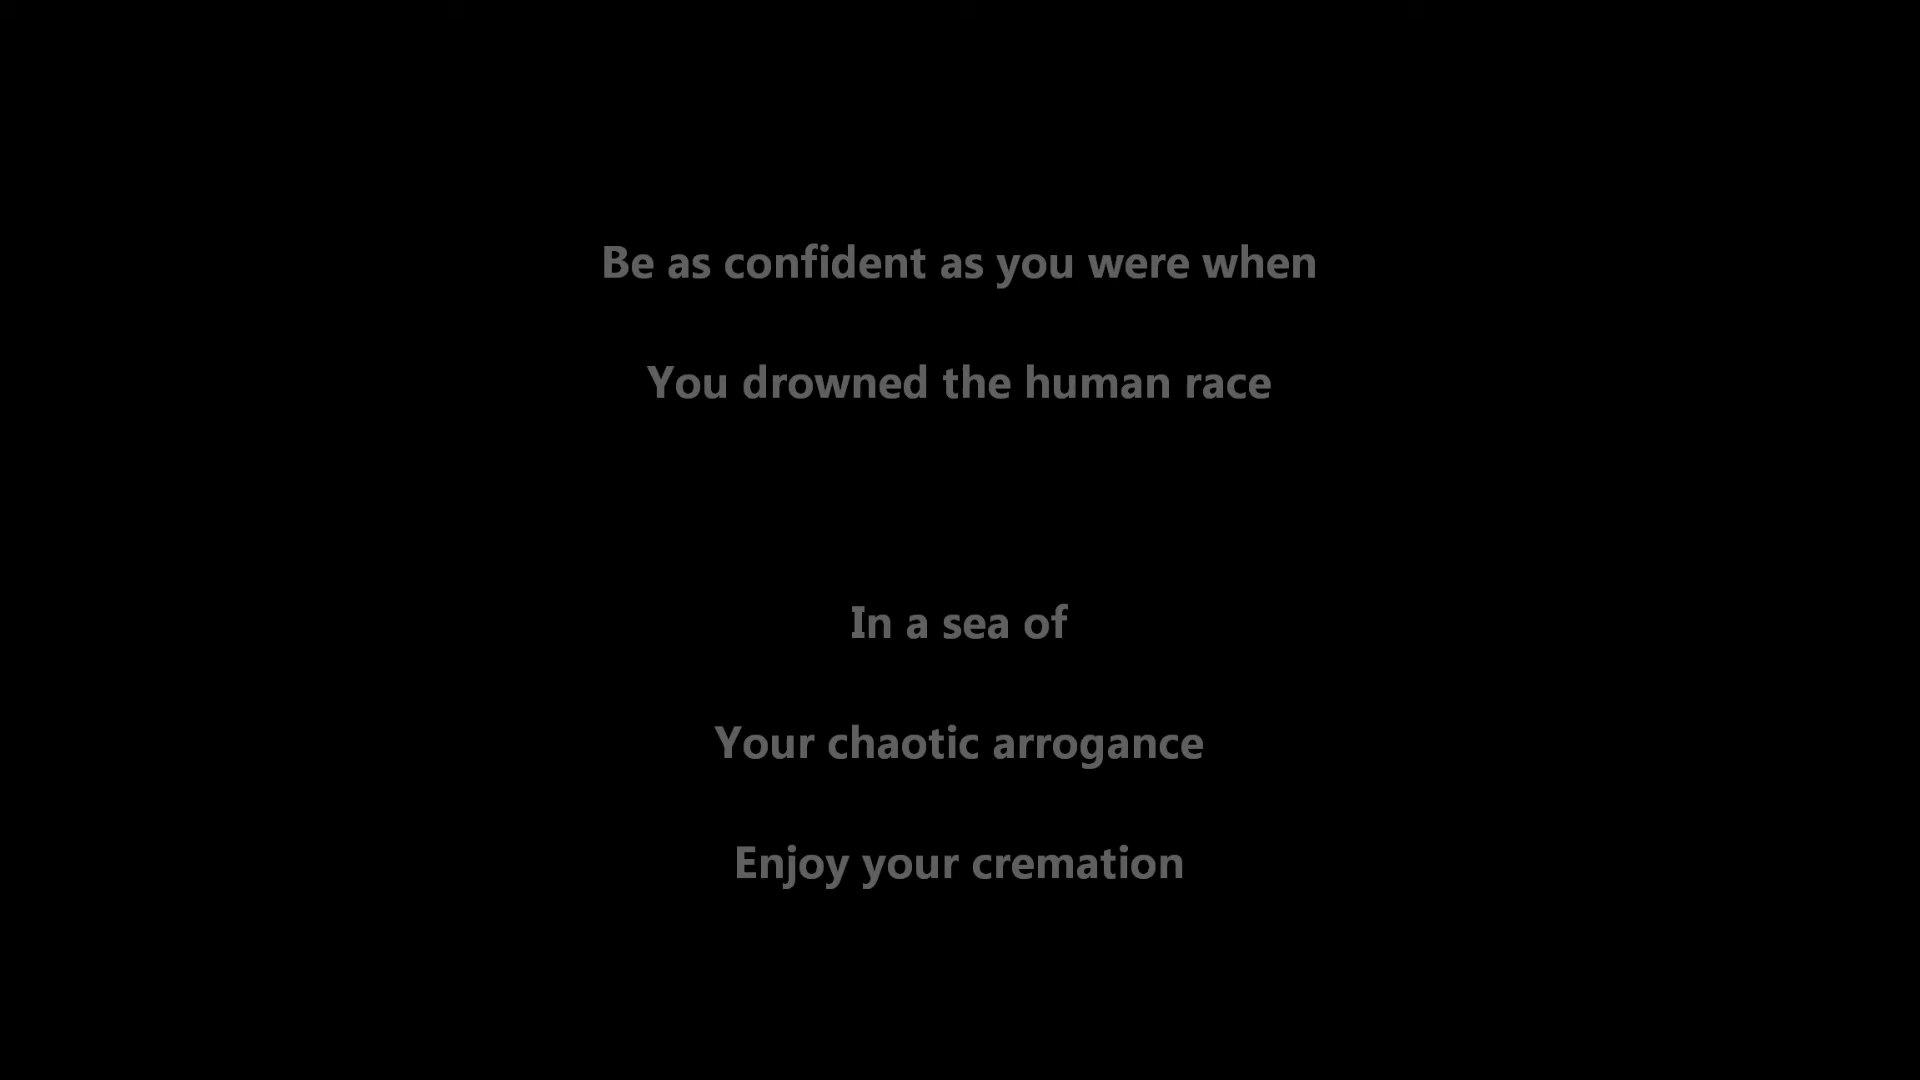 Be as confident as you were when
You drowned the human race
In a sea of
Your chaotic arrogance
Enjoy your cremation